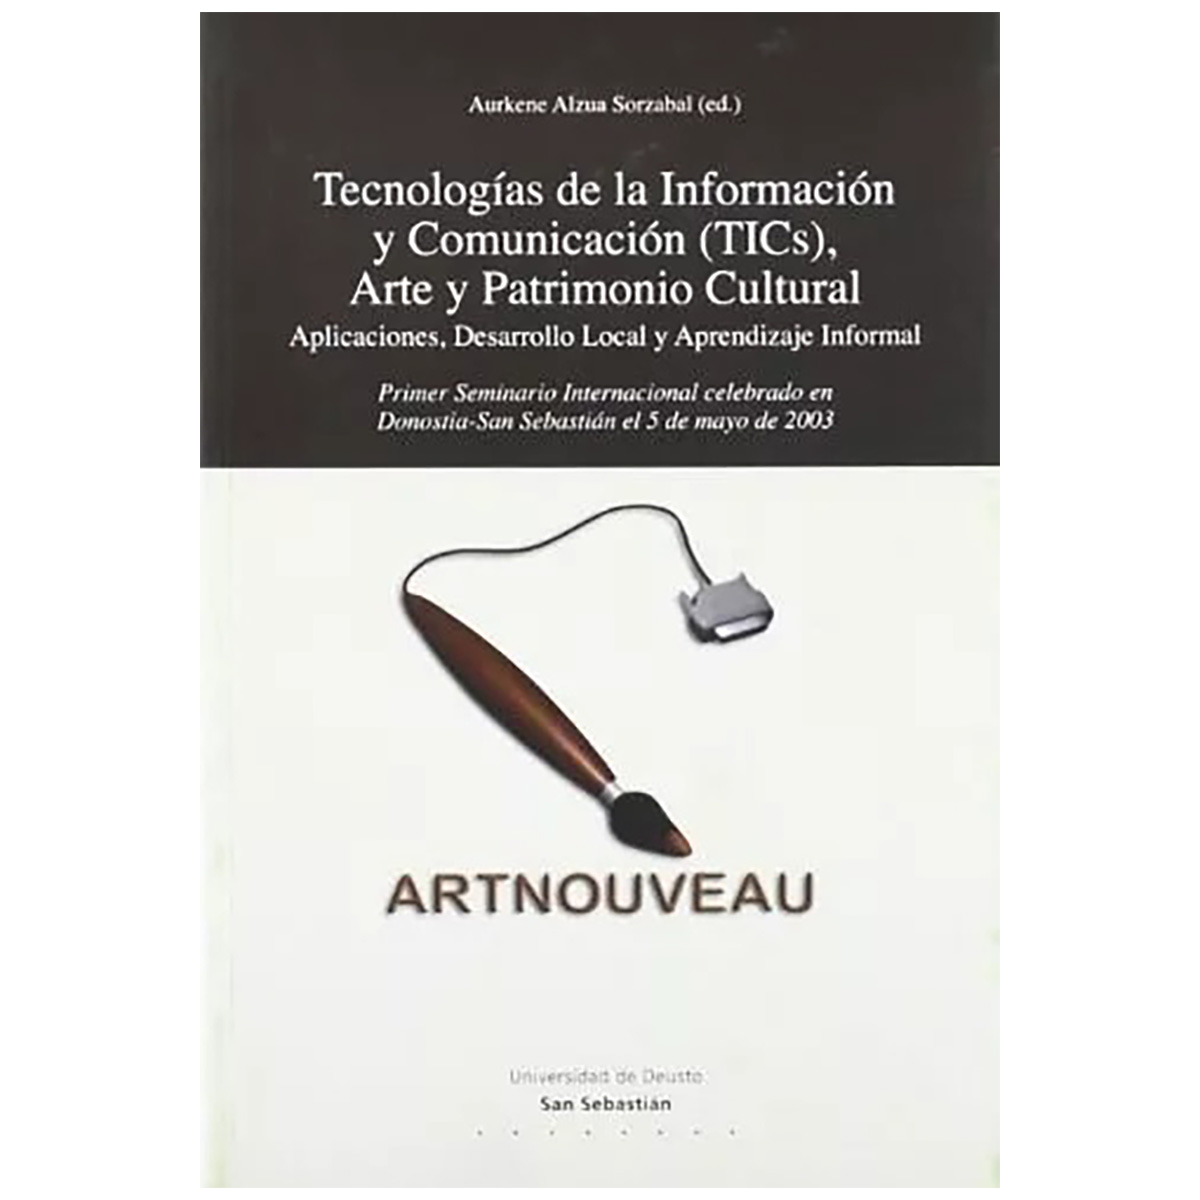 Aurkene Alzua Sorzabal (ed.)
Tecnologías de la Información
y Comunicación (TICs),
Arte y Patrimonio Cultural
Aplicaciones, Desarrollo Local y Aprendizaje Informal
Primer Seminario Internacional celebrado en
Donostia-San Sebastián el 5 de mayo de 2003
ARTNOUVEAU
Universidad de Deusto
San Sebastián